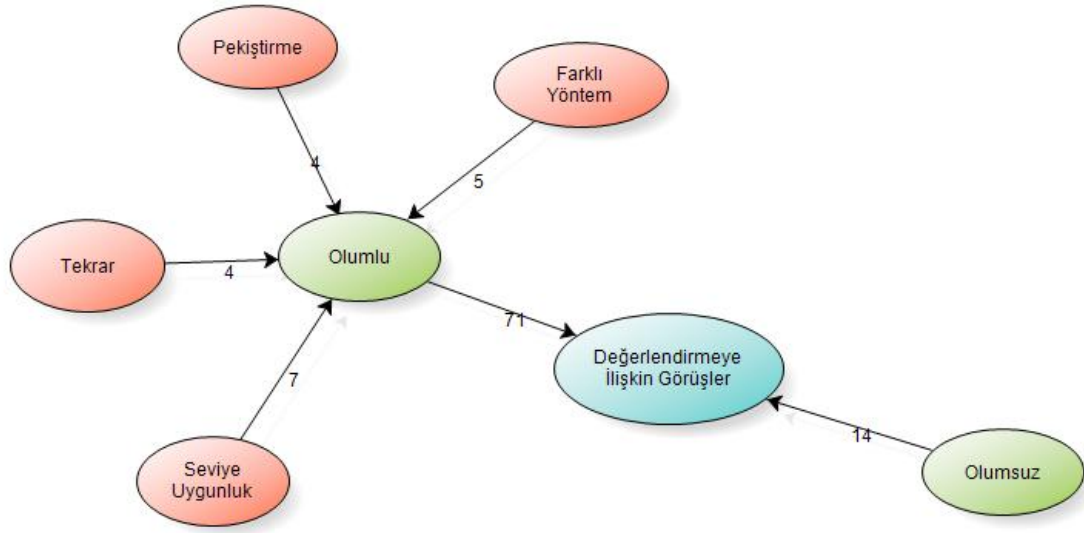 Pekiştirme
Farklı
Yöntem
4
5
Olumlu
Tekrar
4
71
Değerlendirmeye
İlişkin Görüşler
7
14
Seviye
Uygunluk
Olumsuz